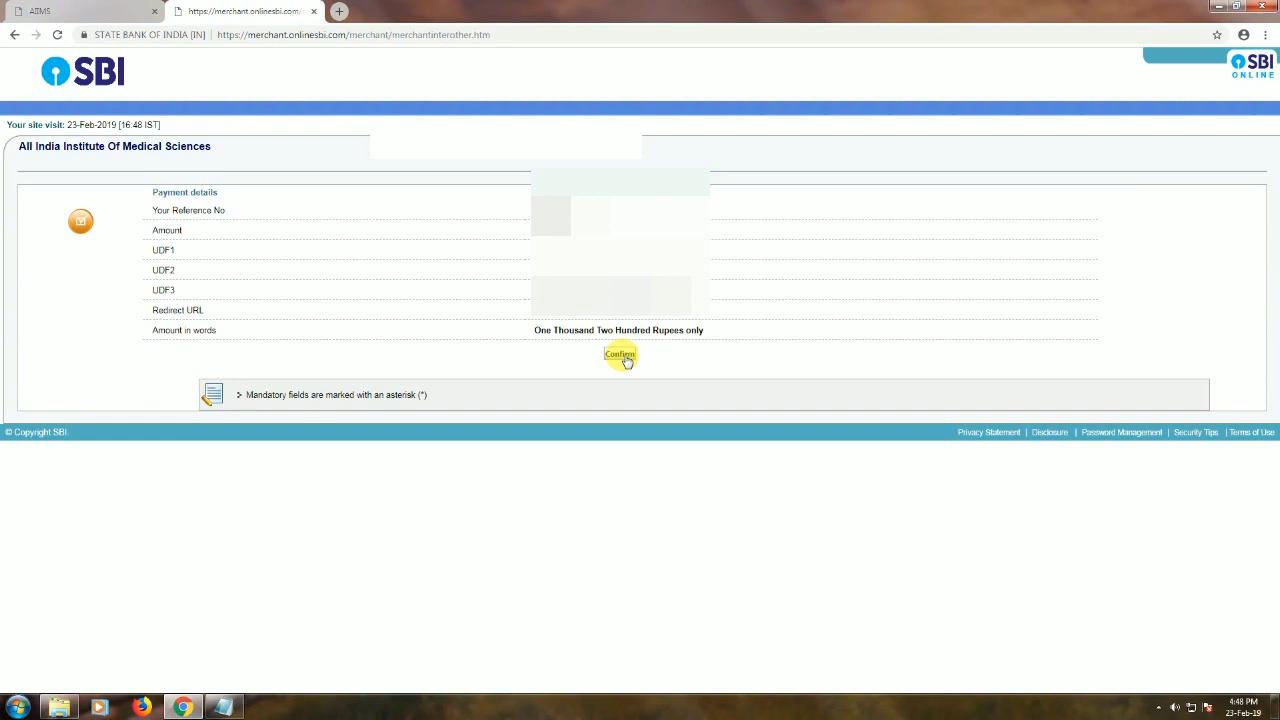 AIIMS
https://merchant.onlinesbi.com/
STATE BANK OF INDIA [IN]
https://merchant.onlinesbi.com/merchant/merchantinterother.htm
SBI
SBI
ONLINE
Your site visit: 23-Feb-2019 [16:48 IST]
All India Institute Of Medical Sciences
Payment details
Your Reference No
Amount
UDF1
UDF2
UDF3
Redirect URL
Amount in words One Thousand Two Hundred Rupees only
Confirm
> Mandatory fields are marked with an asterisk (*)
© Copyright SBI.
Privacy Statement | Disclosure | Password Management | Security Tips | Terms of Use
4:48 PM
23-Feb-19